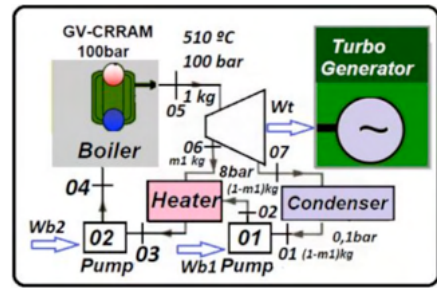 GV-CRRAM
100bar
510 ºC
100 bar
1 kg
05
Turbo
Generator
~
Wt
Boiler
06
m1 kg
07
8bar
(1-m1)kg
04
Heater
02
Condenser
Wb2
02
03
Wb1
01
01
0,1bar
(1-m1)kg
Pump
Pump